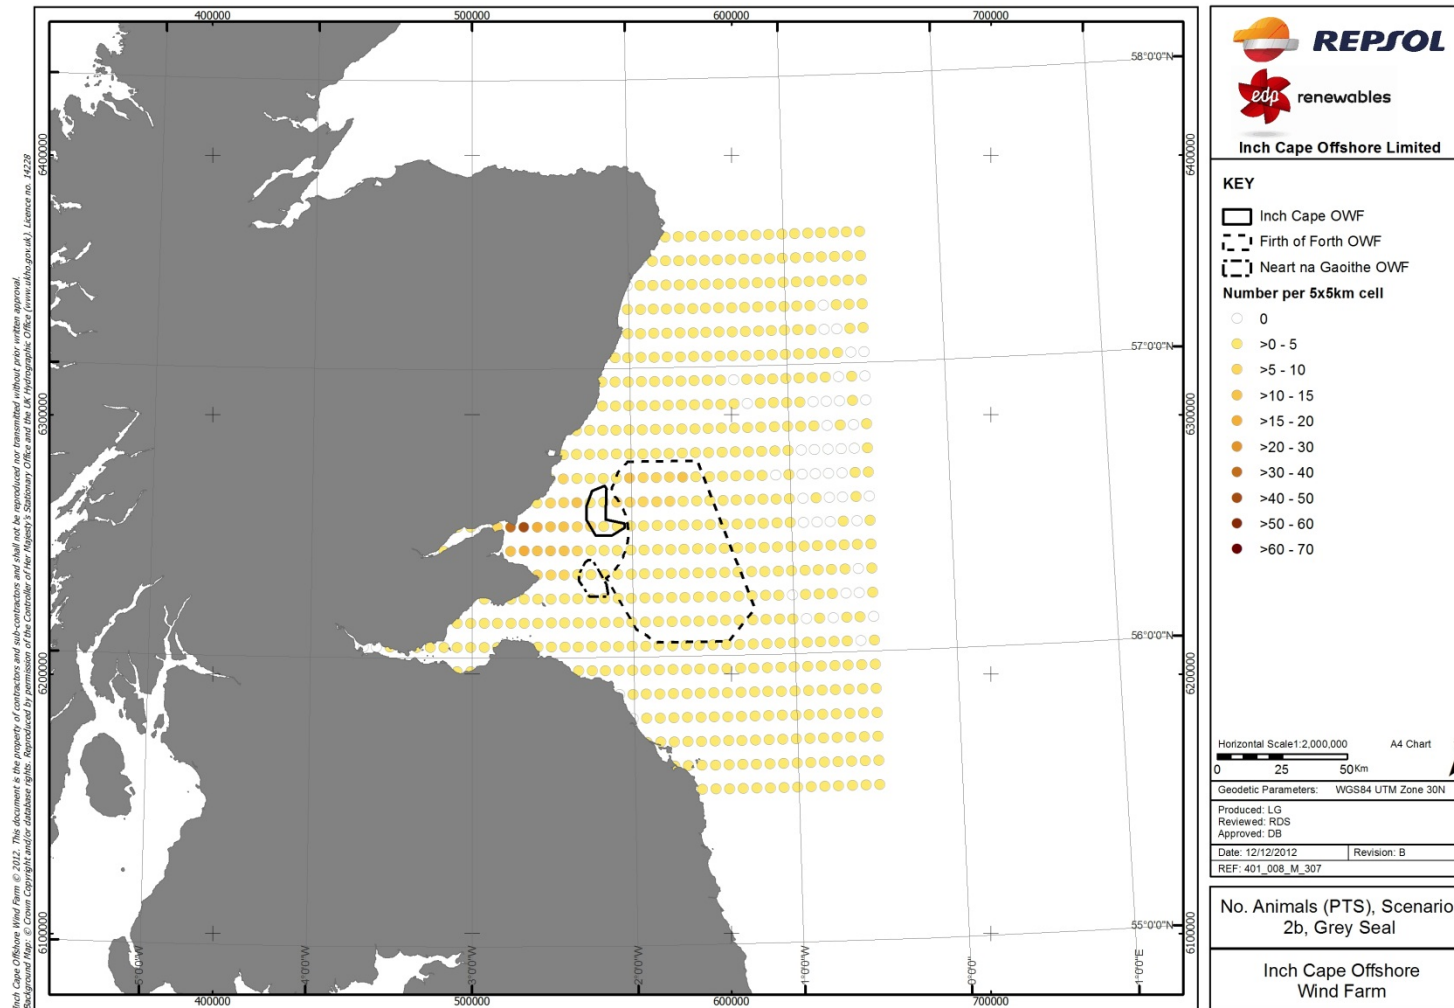 400000
500000
600000
700000
58°0'0"N
57°0'0"N
56°0'0"N
55°0'0"N
6400000
6300000
6200000
6100000
6400000
6300000
6200000
6100000
5°0'0"W
4°0'0"W
3°0'0"W
2°0'0"W
1°0'0"W
0°0'0"
1°0'0"E
400000
500000
600000
700000
Inch Cape Offshore Wind Farm © 2012. This document is the property of contractors and sub-contractors and shall not be reproduced nor transmitted without prior written approval.
Background Map: © Crown Copyright and/or database rights. Reproduced by permission of the Controller of Her Majesty's Stationary Office and the UK Hydrographic Office (www.ukho.gov.uk). Licence no. 14228
REPSOL
edp renewables
Inch Cape Offshore Limited
KEY
Inch Cape OWF
Firth of Forth OWF
Neart na Gaoithe OWF
Number per 5x5km cell
0
>0 - 5
>5 - 10
>10 - 15
>15 - 20
>20 - 30
>30 - 40
>40 - 50
>50 - 60
>60 - 70
Horizontal Scale1:2,000,000 A4 Chart
0 25 50Km
Geodetic Parameters: WGS84 UTM Zone 30N
Produced: LG
Reviewed: RDS
Approved: DB
Date: 12/12/2012 Revision: B
REF: 401_008_M_307
No. Animals (PTS), Scenario
2b, Grey Seal
Inch Cape Offshore
Wind Farm